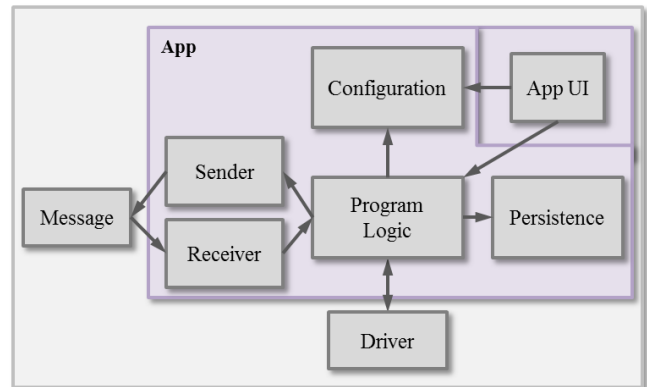 App
Configuration
App UI
Sender
Message
Receiver
Program
Logic
Persistence
Driver